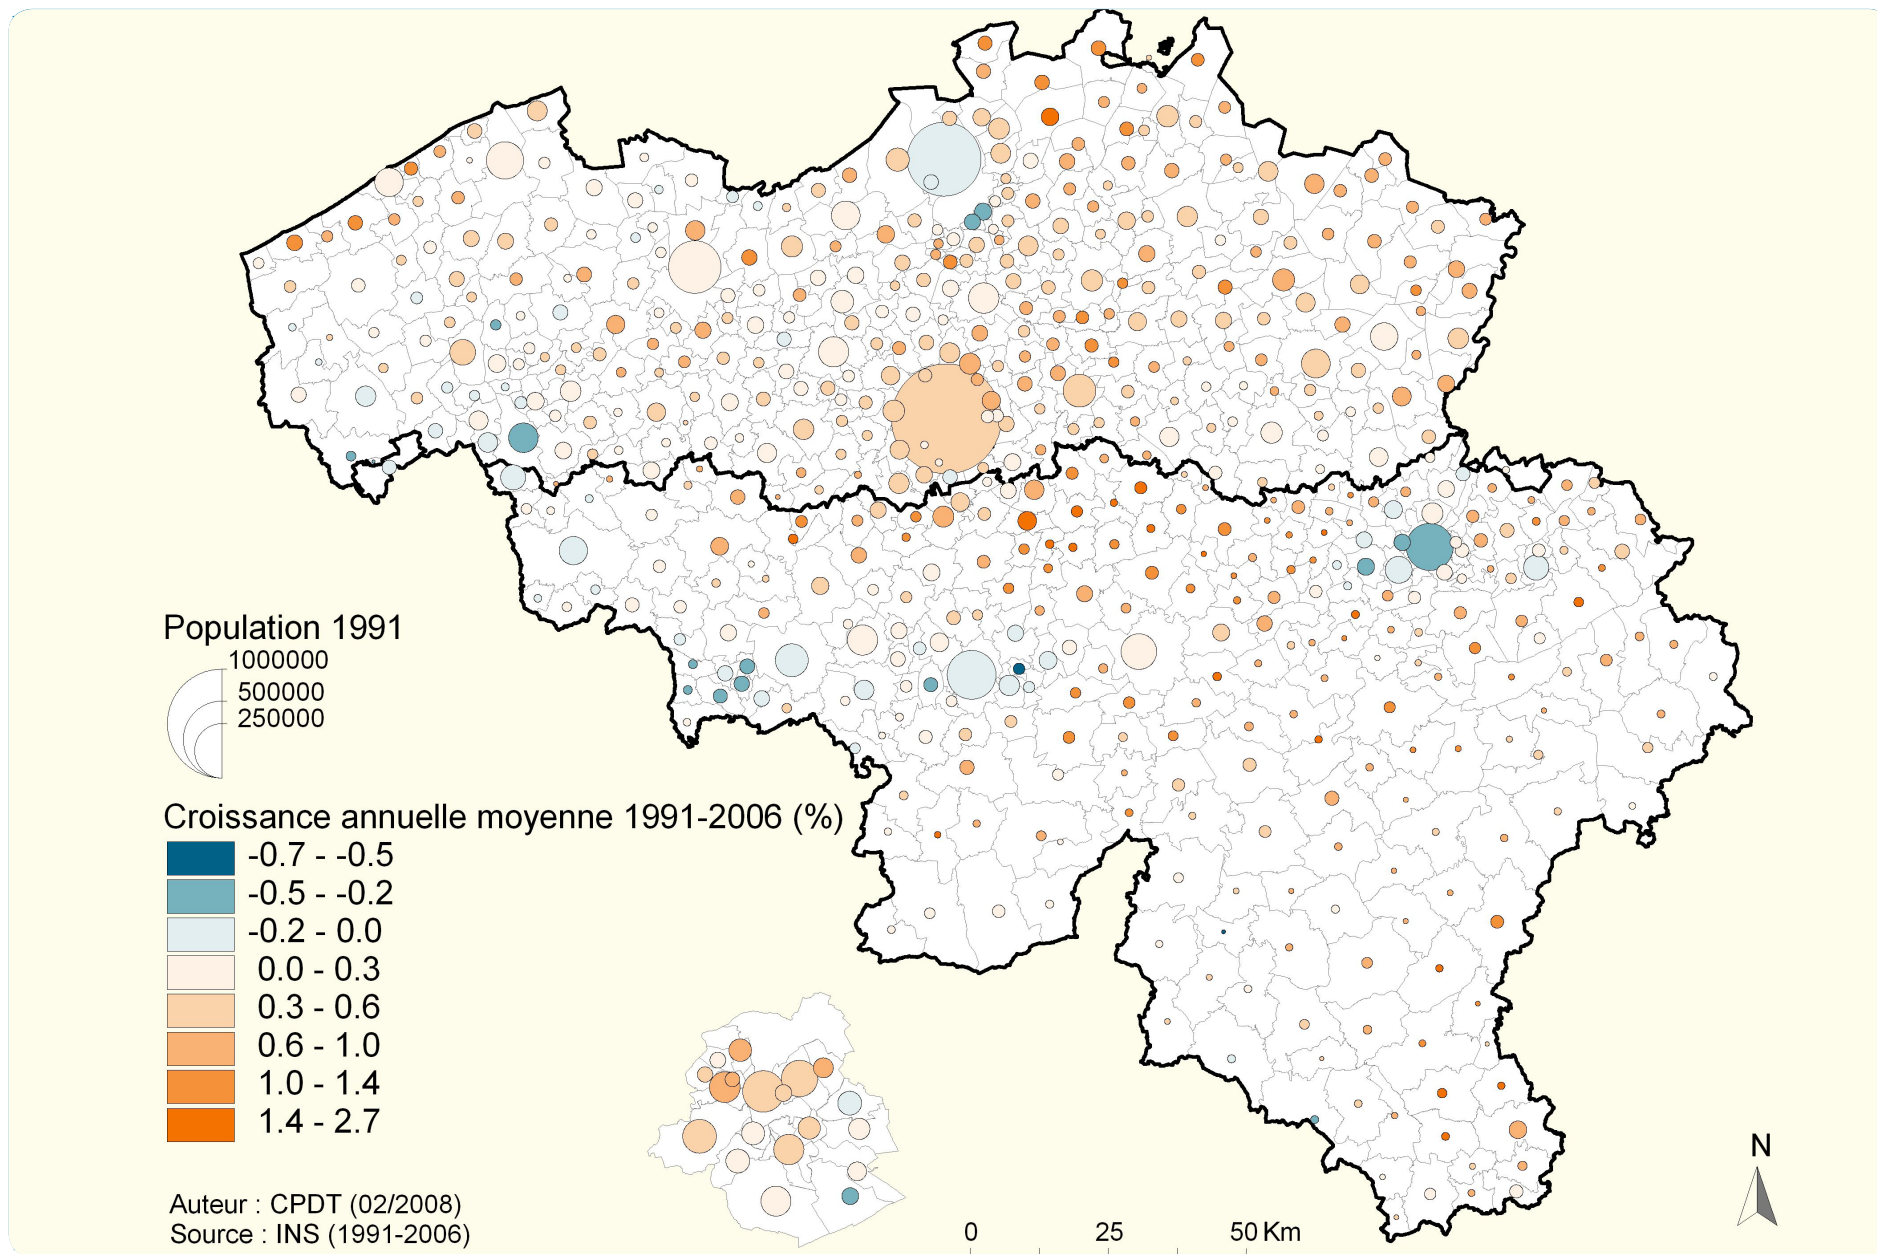 Population 1991
1000000
500000
250000
Croissance annuelle moyenne 1991-2006 (%)
-0.7 - -0.5
-0.5 - -0.2
-0.2 - 0.0
0.0 - 0.3
0.3 - 0.6
0.6 - 1.0
1.0 - 1.4
1.4 - 2.7
Auteur : CPDT (02/2008)
Source : INS (1991-2006)
0 25 50 Km
N